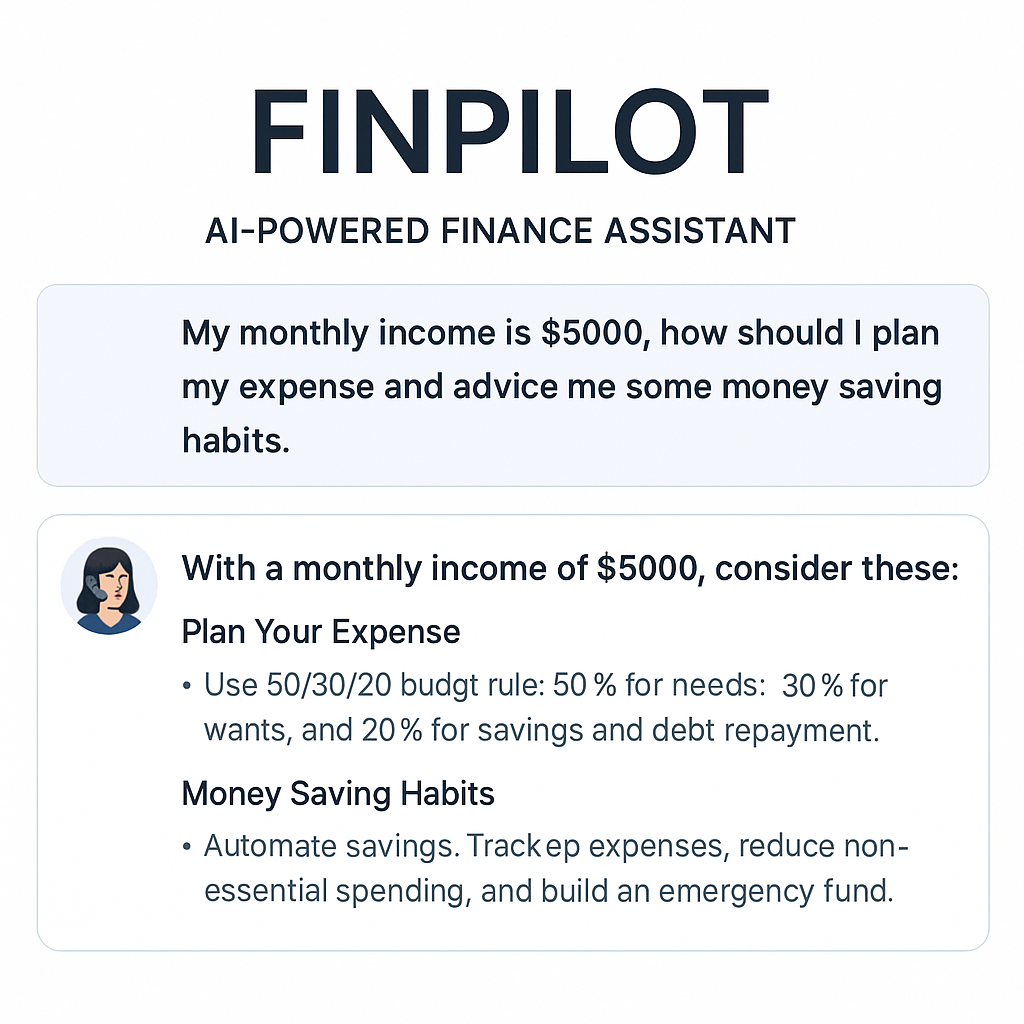 FINPILOT
AI-POWERED FINANCE ASSISTANT
My monthly income is $5000, how should I plan
my expense and advice me some money saving
habits.
With a monthly income of $5000, consider these:
Plan Your Expense
• Use 50/30/20 budgt rule: 50 % for needs: 30 % for
wants, and 20 % for savings and debt repayment.
Money Saving Habits
• Automate savings. Track ep expenses, reduce non-
essential spending, and build an emergency fund.